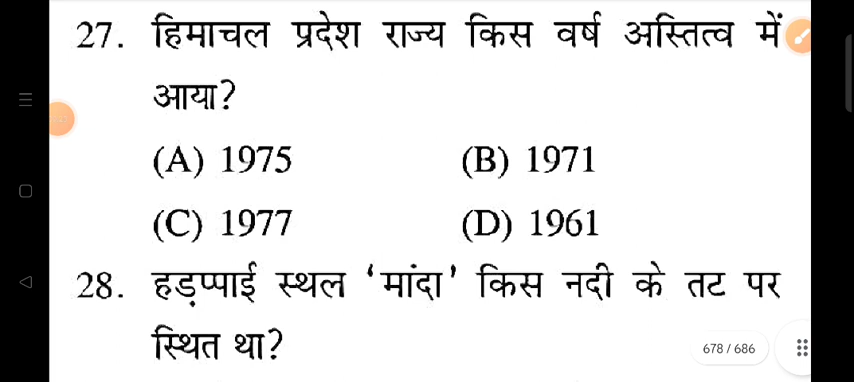 27. हिमाचल प्रदेश राज्य किस वर्ष अस्तित्व में
आया?
(A) 1975 (B) 1971
(C) 1977 (D) 1961
28. हड़प्पाई स्थल 'मांदा' किस नदी के तट पर
स्थित था?
678 / 686